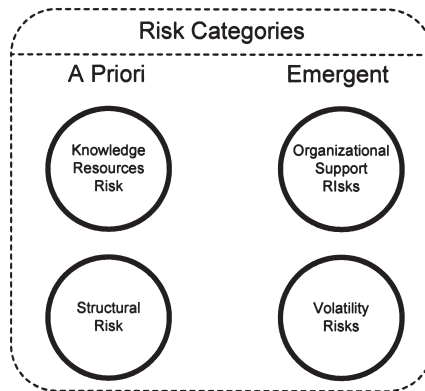 Risk Categories
A Priori
Emergent
Knowledge
Resources
Risk
Organizational
Support
RIsks
Structural
Risk
Volatility
Risks